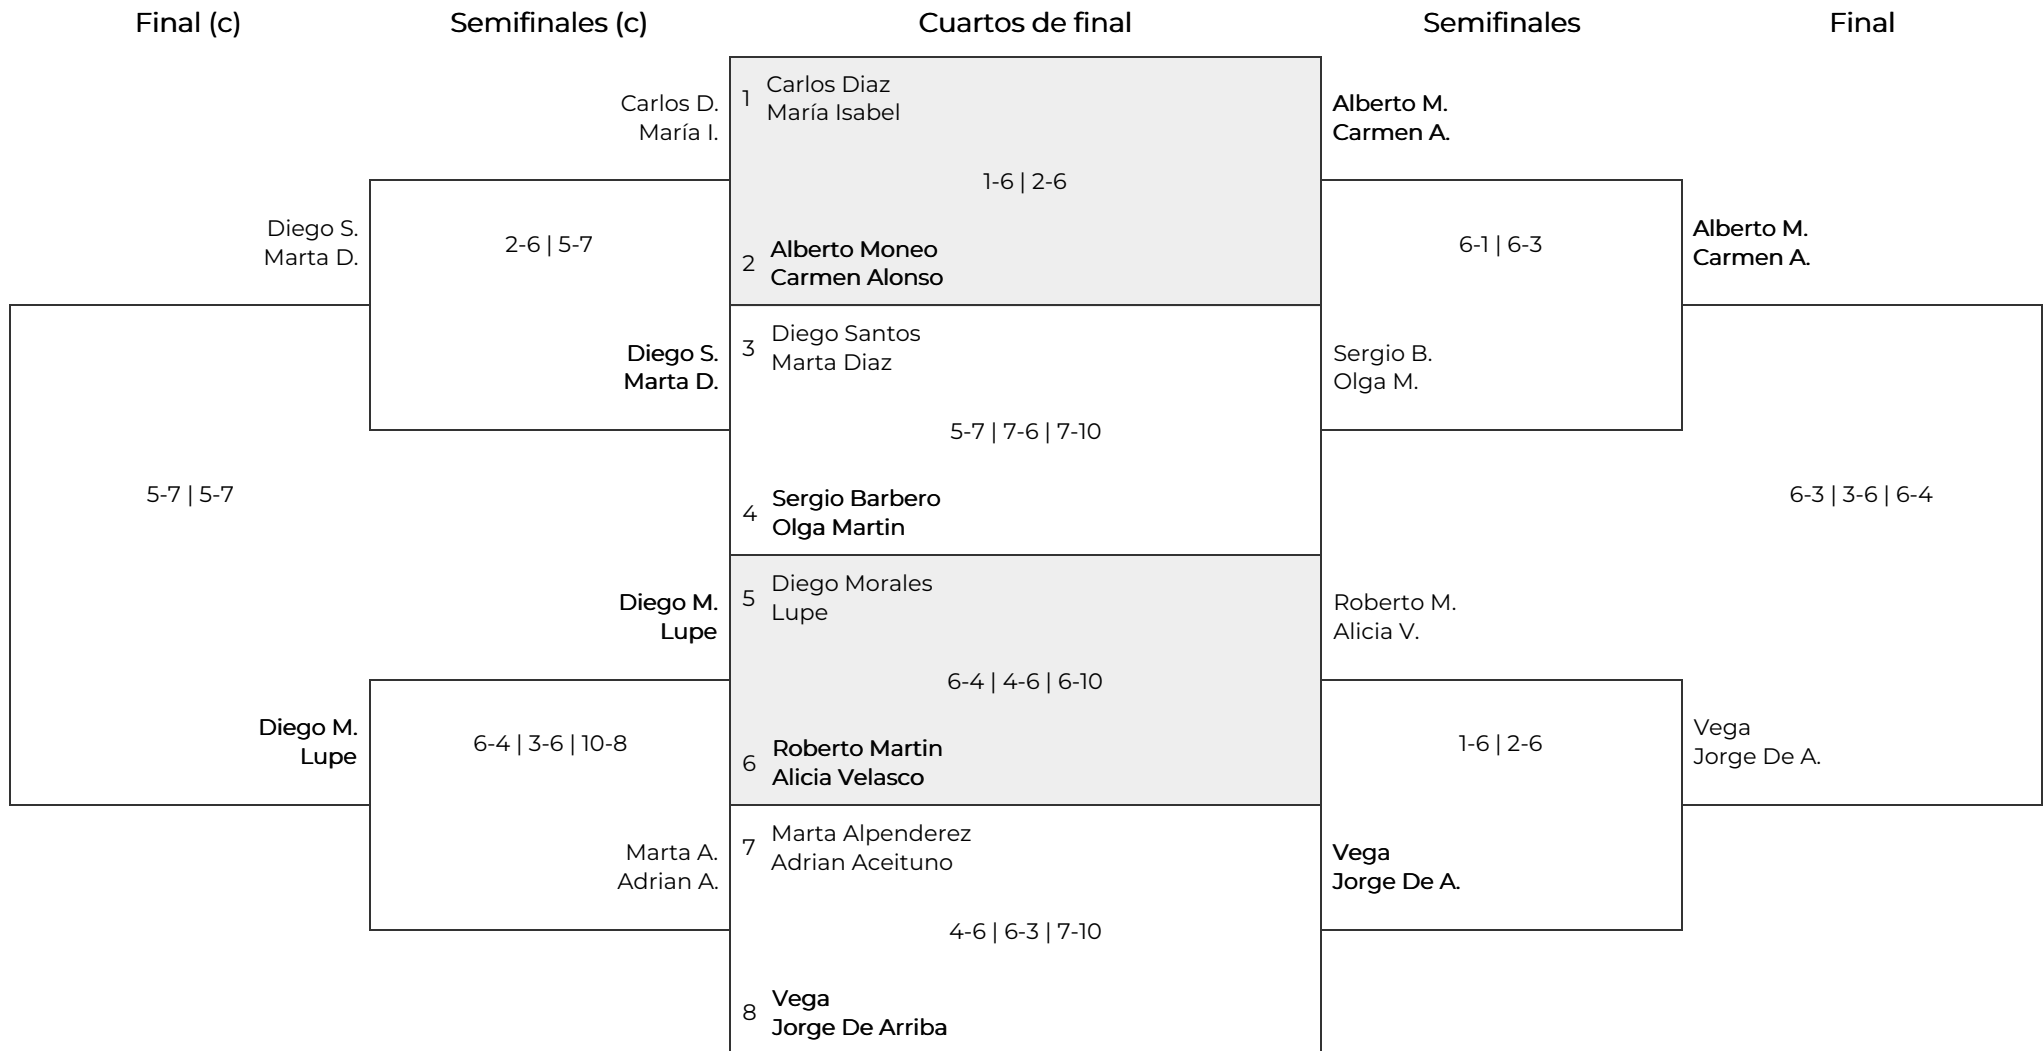 Final (c)
Semifinales (c)
Cuartos de final
Semifinales
Final
Diego S.
Marta D.
5-7 | 5-7
Diego M.
Lupe
Carlos D.
María I.
2-6 | 5-7
Diego S.
Marta D.
Diego M.
Lupe
6-4 | 3-6 | 10-8
Marta A.
Adrian A.
1
Carlos Diaz
María Isabel
1-6 | 2-6
2
Alberto Moneo
Carmen Alonso
3
Diego Santos
Marta Diaz
5-7 | 7-6 | 7-10
4
Sergio Barbero
Olga Martin
5
Diego Morales
Lupe
6-4 | 4-6 | 6-10
6
Roberto Martin
Alicia Velasco
7
Marta Alpenderez
Adrian Aceituno
4-6 | 6-3 | 7-10
8
Vega
Jorge De Arriba
Alberto M.
Carmen A.
6-1 | 6-3
Sergio B.
Olga M.
Roberto M.
Alicia V.
1-6 | 2-6
Vega
Jorge De A.
Alberto M.
Carmen A.
6-3 | 3-6 | 6-4
Vega
Jorge De A.